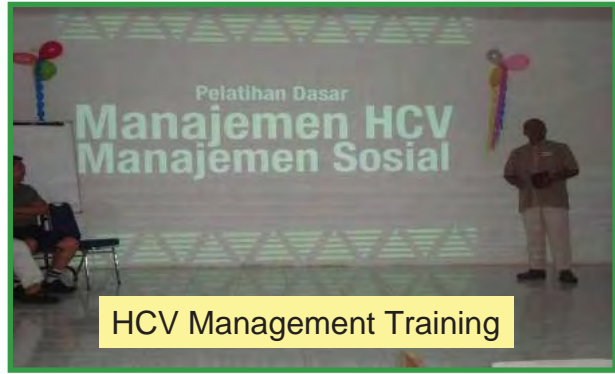 Pelatihan Dasar
Manajemen HCV
Manajemen Sosial
HCV Management Training